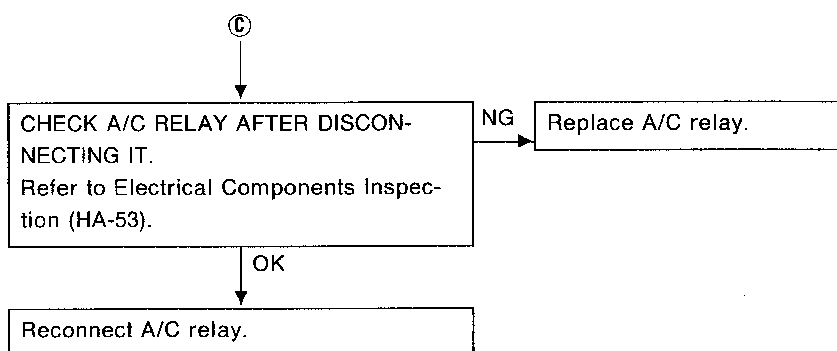 Ⓒ
CHECK A/C RELAY AFTER DISCON-
NECTING IT.
Refer to Electrical Components Inspec-
tion (HA-53).
NG
Replace A/C relay.
OK
Reconnect A/C relay.